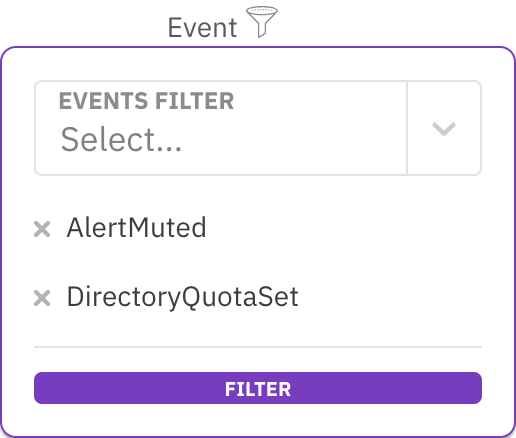 Event
EVENTS FILTER
Select...
AlertMuted
DirectoryQuotaSet
FILTER